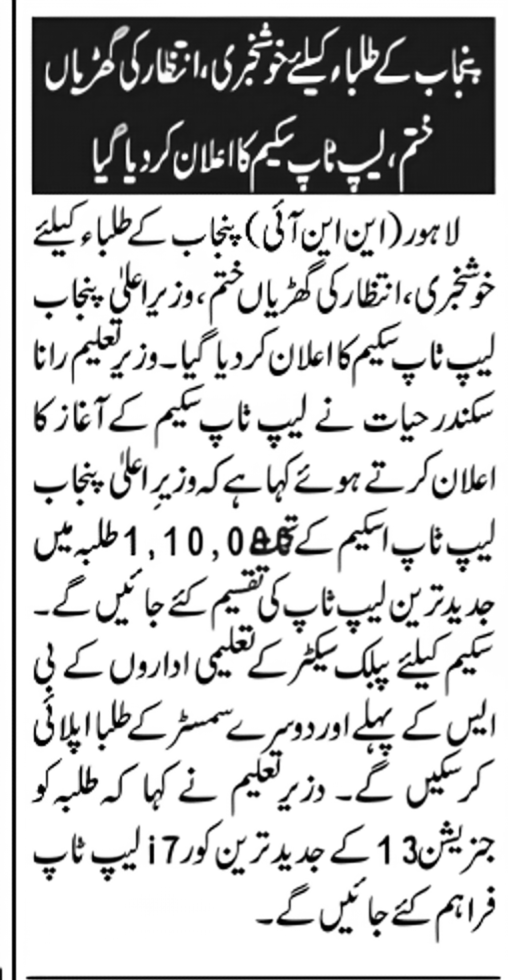 پنجاب کے طلباء کیلئے خوشخبری، انتظار کی گھڑیاں
ختم، لیپ ٹاپ سکیم کا اعلان کر دیا گیا
لاہور (این این آئی) پنجاب کے طلباء کیلئے
خوشخبری، انتظار کی گھڑیاں ختم، وزیر اعلیٰ پنجاب
لیپ ٹاپ سکیم کا اعلان کر دیا گیا۔ وزیر تعلیم رانا
سکندر حیات نے لیپ ٹاپ سکیم کے آغاز کا
اعلان کرتے ہوئے کہا ہے کہ وزیرِ اعلیٰ پنجاب
لیپ ٹاپ اسکیم کے طلبہ میں
جدید ترین لیپ ٹاپ کی تقسیم کئے جائیں گے۔
سکیم کیلئے پبلک سیکٹر کے تعلیمی اداروں کے بی
ایس کے پہلے اور دوسرے سمسٹر کے طلبا اپلائی
کرسکیں گے۔ وزیر تعلیم نے کہا کہ طلبہ کو
جنریشن 13 کے جدید ترین کور i7 لیپ ٹاپ
فراہم کئے جائیں گے۔